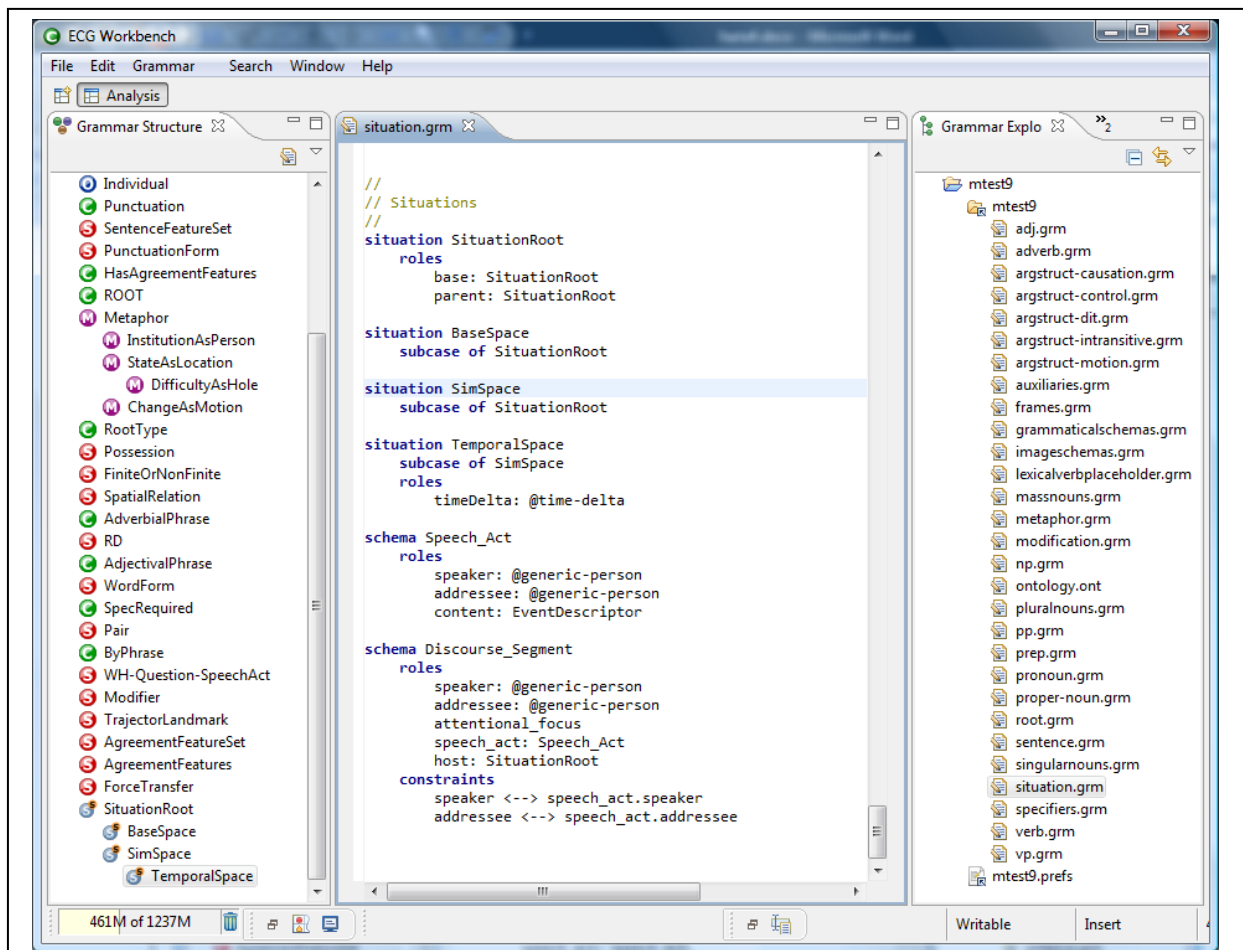 ECG Workbench
File Edit Grammar Search Window Help
Analysis
Grammar Structure
Individual
Punctuation
SentenceFeatureSet
PunctuationForm
HasAgreementFeatures
ROOT
Metaphor
InstitutionAsPerson
StateAsLocation
DifficultyAsHole
ChangeAsMotion
RootType
Possession
FiniteOrNonFinite
SpatialRelation
AdverbialPhrase
RD
AdjectivalPhrase
WordForm
SpecRequired
Pair
ByPhrase
WH-Question-SpeechAct
Modifier
TrajectorLandmark
AgreementFeatureSet
AgreementFeatures
ForceTransfer
SituationRoot
BaseSpace
SimSpace
TemporalSpace
situation.grm
//
// Situations
//
situation SituationRoot
roles
base: SituationRoot
parent: SituationRoot
situation BaseSpace
subcase of SituationRoot
situation SimSpace
subcase of SituationRoot
situation TemporalSpace
subcase of SimSpace
roles
timeDelta: @time-delta
schema Speech_Act
roles
speaker: @generic-person
addressee: @generic-person
content: EventDescriptor
schema Discourse_Segment
roles
speaker: @generic-person
addressee: @generic-person
attentional_focus
speech_act: Speech_Act
host: SituationRoot
constraints
speaker <--> speech_act.speaker
addressee <--> speech_act.addressee
Grammar Explo
»2
mtest9
mtest9
adj.grm
adverb.grm
argstruct-causation.grm
argstruct-control.grm
argstruct-dit.grm
argstruct-intransitive.grm
argstruct-motion.grm
auxiliaries.grm
frames.grm
grammaticalschemas.grm
imageschemas.grm
lexicalverbplaceholder.grm
massnouns.grm
metaphor.grm
modification.grm
np.grm
ontology.ont
pluralnouns.grm
pp.grm
prep.grm
pronoun.grm
proper-noun.grm
root.grm
sentence.grm
singularnouns.grm
situation.grm
specifiers.grm
verb.grm
vp.grm
mtest9.prefs
461M of 1237M
Writable Insert